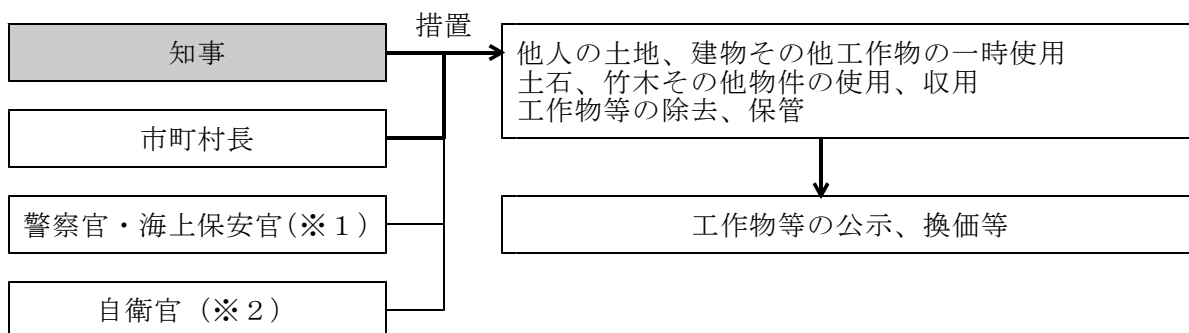 措置
知事
市町村長
警察官・海上保安官(※１)
自衛官（※２）
他人の土地、建物その他工作物の一時使用
土石、竹木その他物件の使用、収用
工作物等の除去、保管
工作物等の公示、換価等